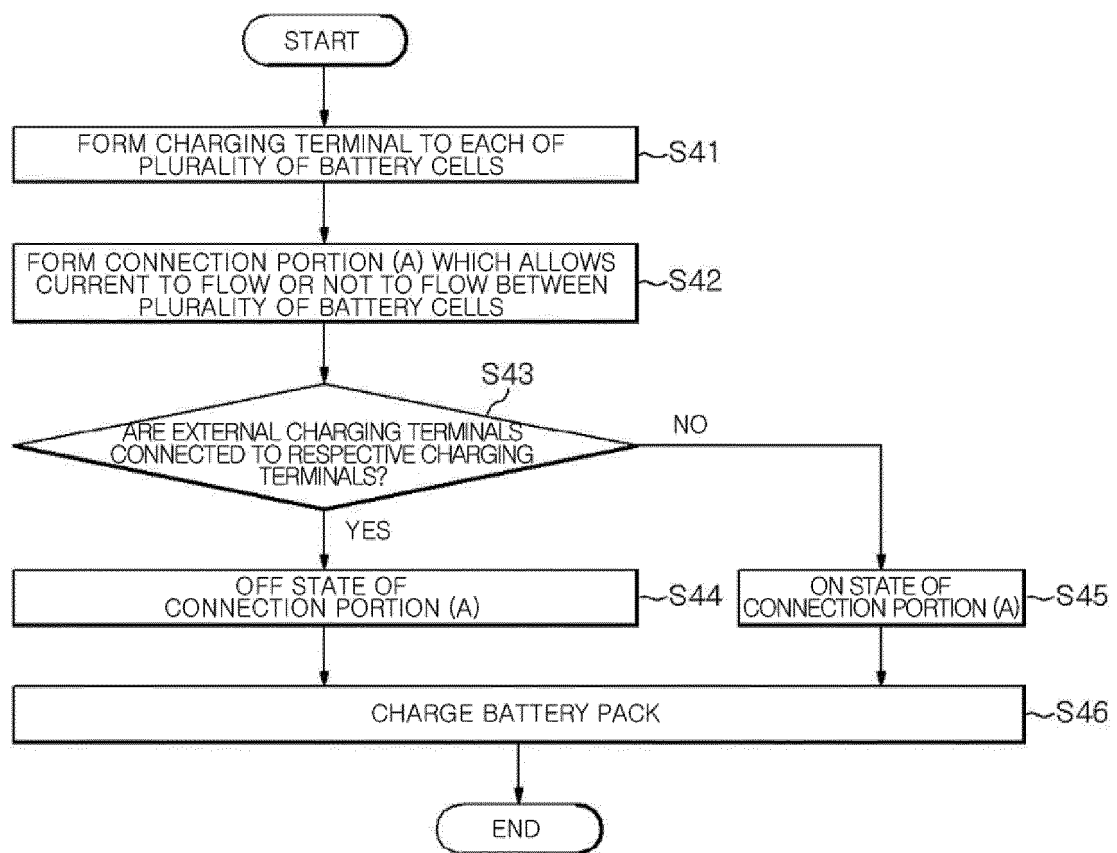 START
FORM CHARGING TERMINAL TO EACH OF
PLURALITY OF BATTERY CELLS
S41
FORM CONNECTION PORTION (A) WHICH ALLOWS
CURRENT TO FLOW OR NOT TO FLOW BETWEEN
PLURALITY OF BATTERY CELLS
S42
S43
ARE EXTERNAL CHARGING TERMINALS
CONNECTED TO RESPECTIVE CHARGING
TERMINALS?
NO
YES
OFF STATE OF
CONNECTION PORTION (A)
S44
ON STATE OF
CONNECTION PORTION (A)
S45
CHARGE BATTERY PACK
S46
END